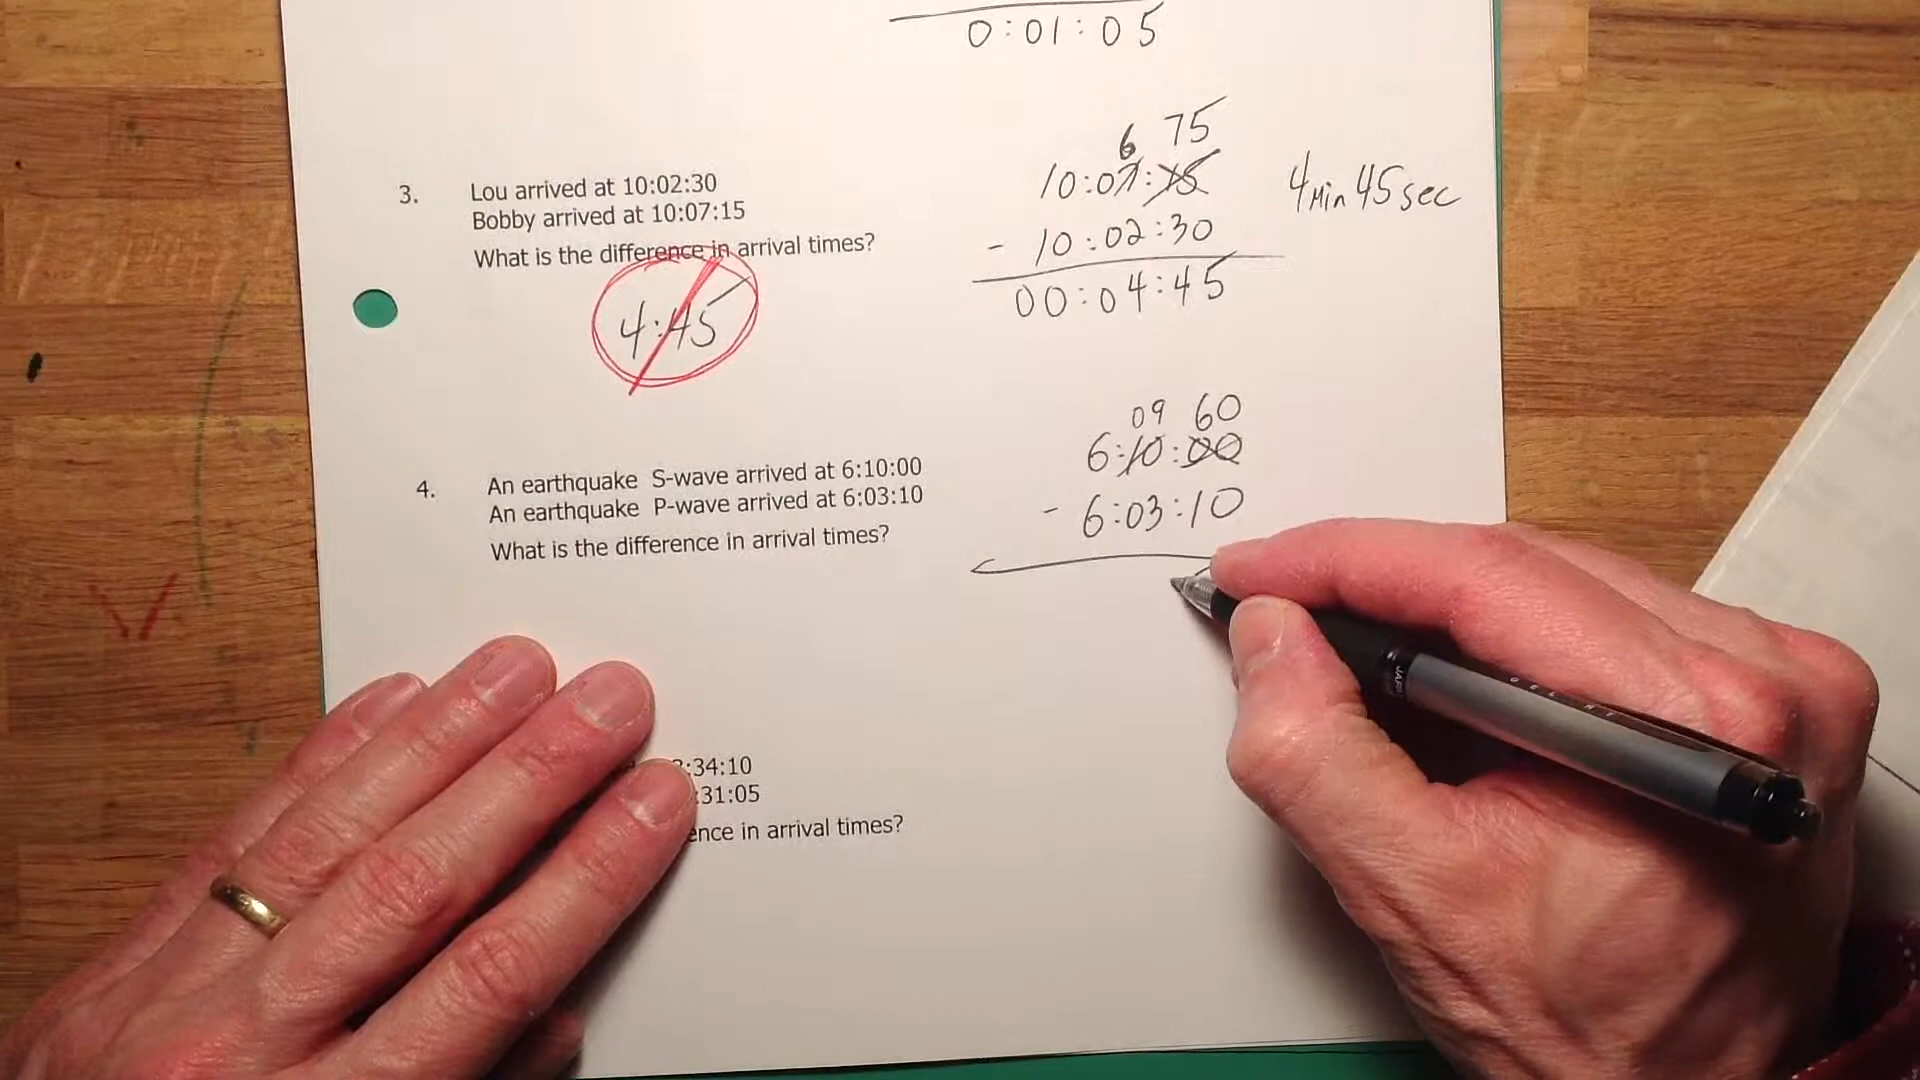 0:01:05
3. Lou arrived at 10:02:30
Bobby arrived at 10:07:15
What is the difference in arrival times?
4:45
6 75
10:07:15
- 10:02:30
00:04:45
4 Min 45 sec
4. An earthquake S-wave arrived at 6:10:00
An earthquake P-wave arrived at 6:03:10
What is the difference in arrival times?
09 60
6:10:00
- 6:03:10
:34:10
:31:05
in arrival times?